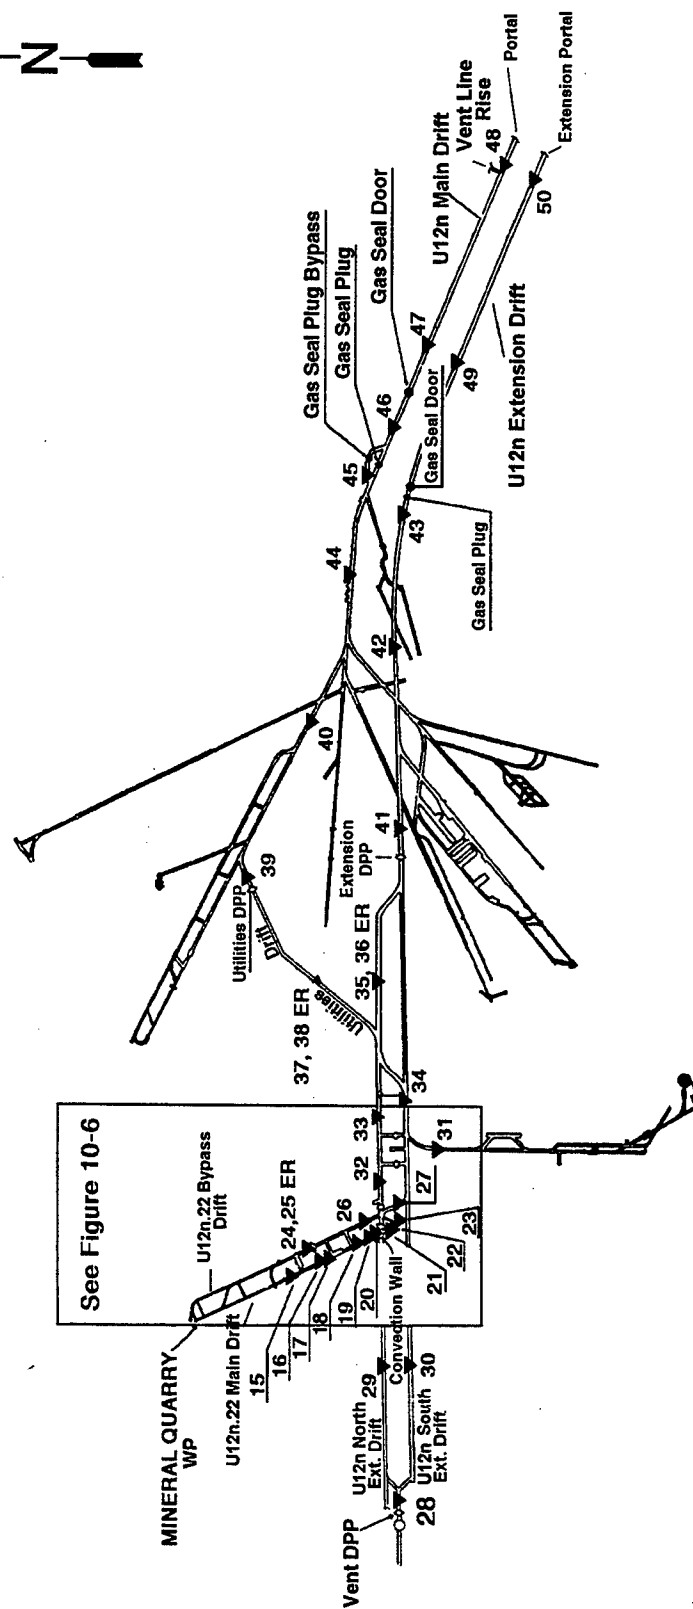 N
See Figure 10-6
MINERAL QUARRY
WP
U12n.22 Bypass
Drift
U12n.22 Main Drift
15
16
17
18
19
20
24,25 ER
26
21
22
23
27
Convection Wall
U12n North
Ext. Drift
29
30
U12n South
Ext. Drift
Vent DPP
28
31
32
33
34
35, 36 ER
37, 38 ER
Utilities
Drift
Utilities DPP
39
40
Extension
DPP
41
42
43
Gas Seal Plug
44
45
46
Gas Seal Plug Bypass
Gas Seal Plug
Gas Seal Door
Gas Seal Door
47
U12n Main Drift
Vent Line
Rise
48
Portal
Extension Portal
50
49
U12n Extension Drift